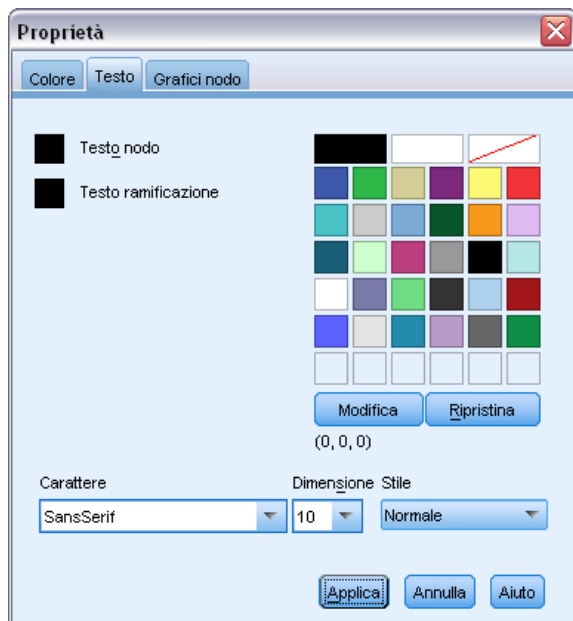 Proprietà
Colore Testo Grafici nodo
Testo nodo
Testo ramificazione
Modifica Ripristina
(0, 0, 0)
Carattere Dimensione Stile
SansSerif 10 Normale
Applica Annulla Aiuto